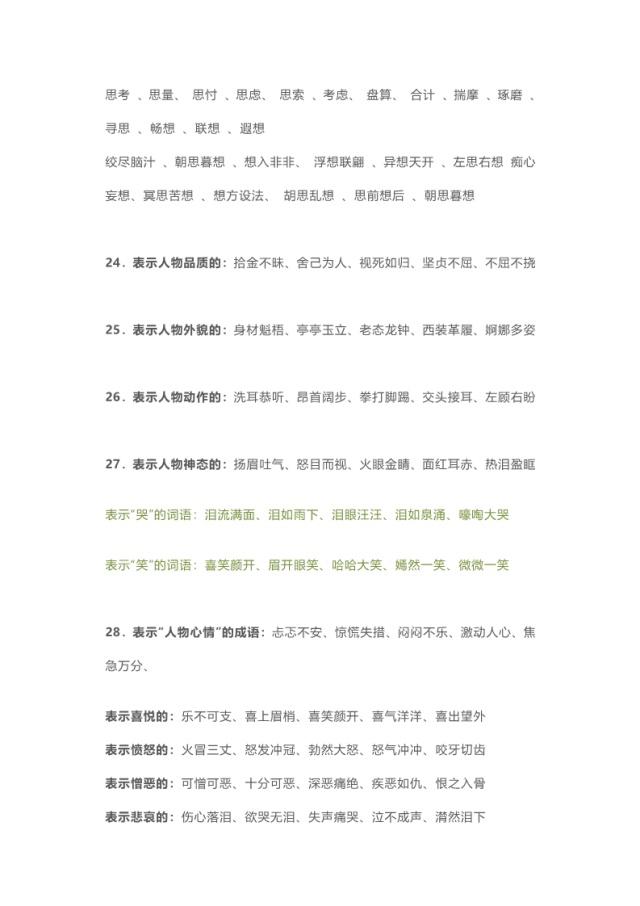 思考 、思量、 思忖 、思虑、 思索 、考虑、 盘算、 合计 、揣摩 、琢磨 、
寻思 、畅想 、联想 、遐想
绞尽脑汁 、朝思暮想 、想入非非、 浮想联翩 、异想天开 、左思右想 痴心
妄想、冥思苦想 、想方设法、 胡思乱想 、思前想后 、朝思暮想
24．表示人物品质的：拾金不昧、舍己为人、视死如归、坚贞不屈、不屈不挠
25．表示人物外貌的：身材魁梧、亭亭玉立、老态龙钟、西装革履、婀娜多姿
26．表示人物动作的：洗耳恭听、昂首阔步、拳打脚踢、交头接耳、左顾右盼
27．表示人物神态的：扬眉吐气、怒目而视、火眼金睛、面红耳赤、热泪盈眶
表示“哭”的词语：泪流满面、泪如雨下、泪眼汪汪、泪如泉涌、嚎啕大哭
表示“笑”的词语：喜笑颜开、眉开眼笑、哈哈大笑、嫣然一笑、微微一笑
28．表示“人物心情”的成语：忐忑不安、惊慌失措、闷闷不乐、激动人心、焦
急万分、
表示喜悦的：乐不可支、喜上眉梢、喜笑颜开、喜气洋洋、喜出望外
表示愤怒的：火冒三丈、怒发冲冠、勃然大怒、怒气冲冲、咬牙切齿
表示憎恶的：可憎可恶、十分可恶、深恶痛绝、疾恶如仇、恨之入骨
表示悲哀的：伤心落泪、欲哭无泪、失声痛哭、泣不成声、潸然泪下